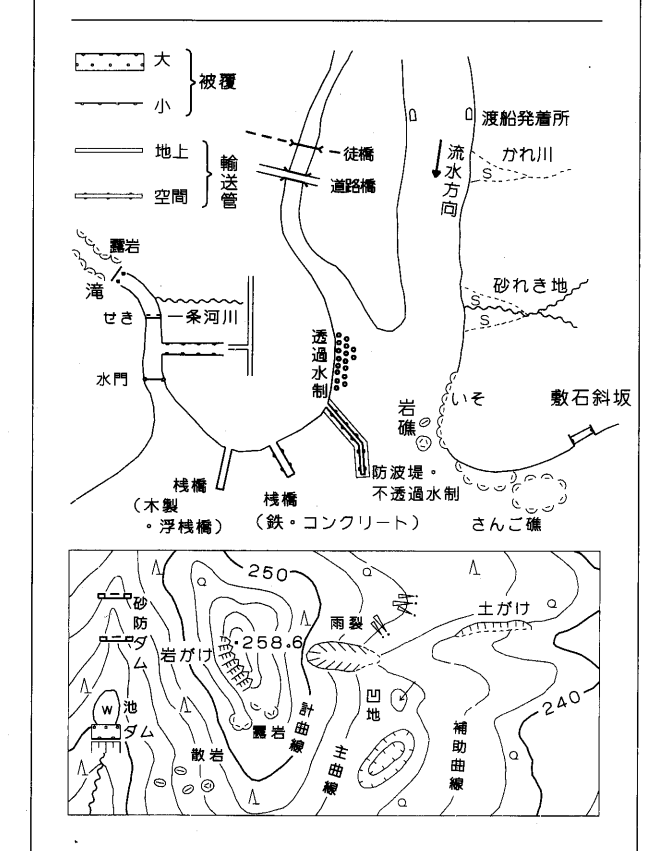 大
小
被覆
地上
空間
輸送管
徒橋
道路橋
渡船発着所
流水方向
かれ川
S
砂れき地
S
S
露岩
滝
せき
一条河川
水門
透過水制
岩礁
いそ
敷石斜坂
桟橋
(木製
・浮桟橋)
桟橋
(鉄・コンクリート)
防波堤・
不透過水制
さんご礁
250
砂防ダム
岩がけ
・258.6
雨裂
土がけ
W
池
ダム
露岩
散岩
計曲線
主曲線
凹地
補助曲線
240